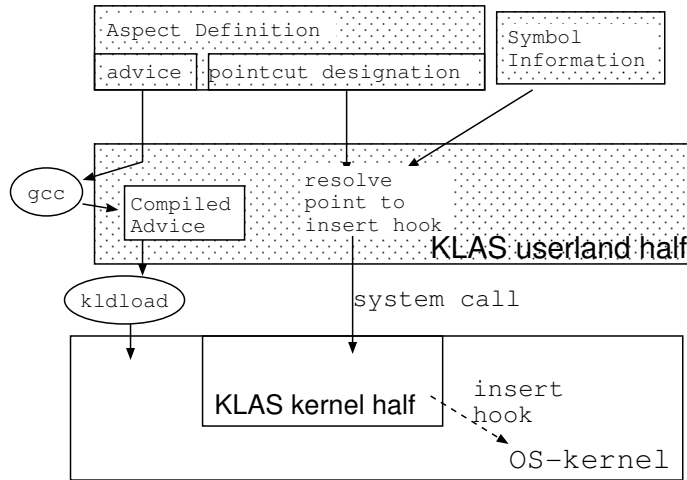 Aspect Definition
advice
pointcut designation
Symbol
Information
gcc
Compiled
Advice
resolve
point to
insert hook
KLAS userland half
kldload
system call
KLAS kernel half
insert
hook
OS-kernel